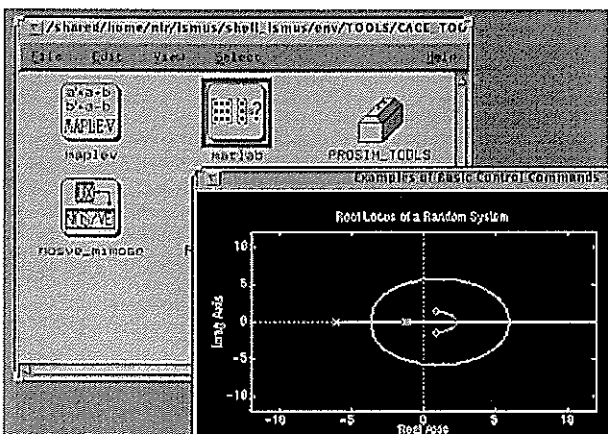 /shared/home/nlr/ismus/shell_ismus/env/TOOLS/CACE_TOO
File Edit View Select Help
a*a=b
b*a=b
MAPLEV
maplev
matlab
PROSIM_TOOLS
Examples of Basic Control Commands
Root Locus of a Random System
10
5
0
-5
-10
Imag Axis
-10 -5 0 5 10
Real Axis